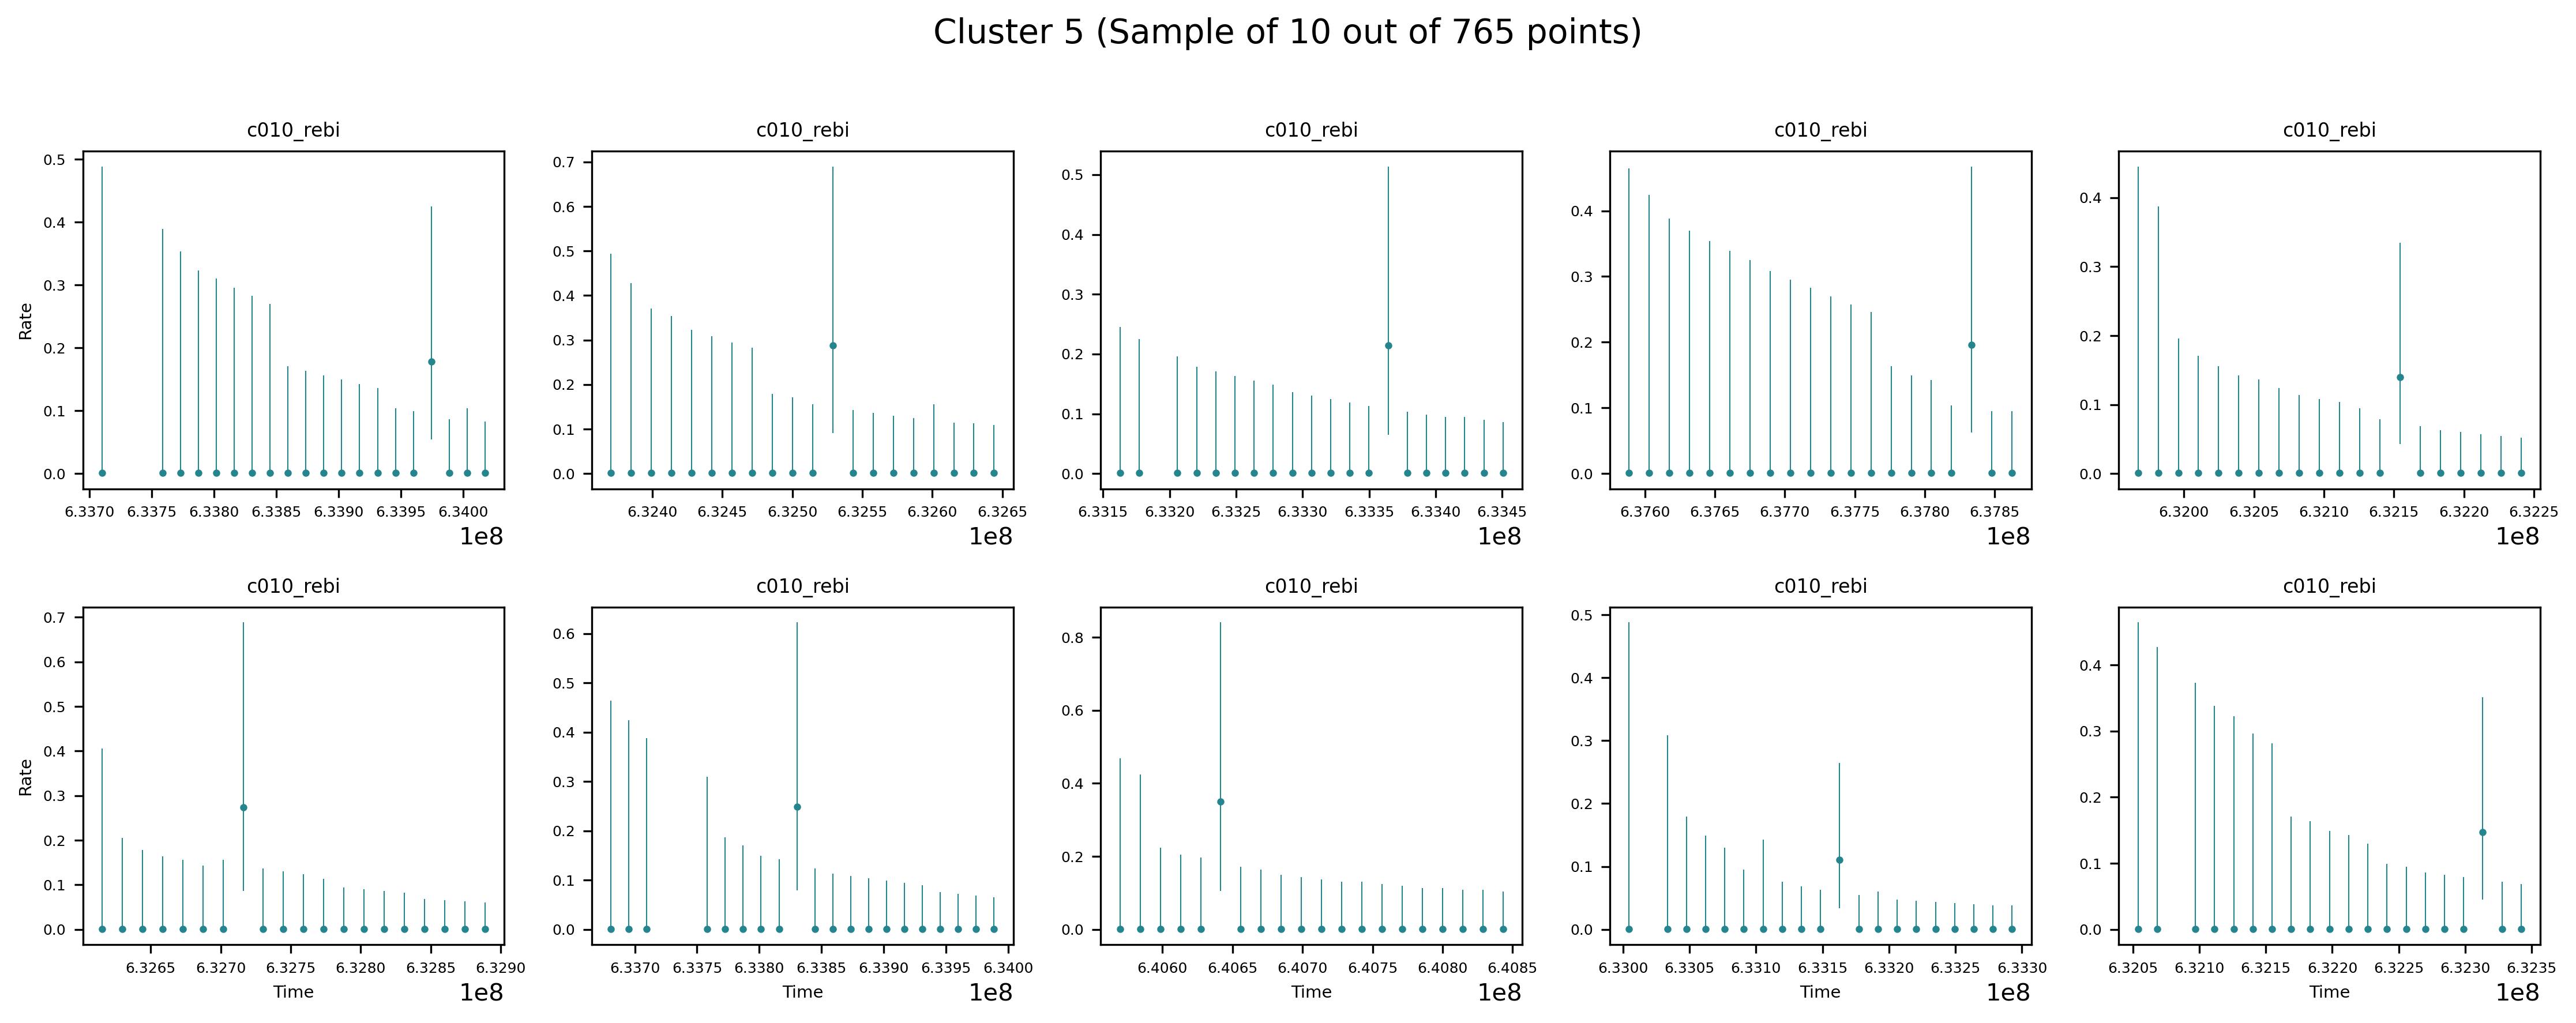 Cluster 5 (Sample of 10 out of 765 points)
c010_rebi c010_rebi c010_rebi c010_rebi c010_rebi
Rate
0.5 0.4 0.3 0.2 0.1 0.0
6.3370 6.3375 6.3380 6.3385 6.3390 6.3395 6.3400
1e8
0.7 0.6 0.5 0.4 0.3 0.2 0.1 0.0
6.3240 6.3245 6.3250 6.3255 6.3260 6.3265
1e8
0.5 0.4 0.3 0.2 0.1 0.0
6.3315 6.3320 6.3325 6.3330 6.3335 6.3340 6.3345
1e8
0.4 0.3 0.2 0.1 0.0
6.3760 6.3765 6.3770 6.3775 6.3780 6.3785
1e8
0.4 0.3 0.2 0.1 0.0
6.3200 6.3205 6.3210 6.3215 6.3220 6.3225
1e8
c010_rebi c010_rebi c010_rebi c010_rebi c010_rebi
Rate
0.7 0.6 0.5 0.4 0.3 0.2 0.1 0.0
6.3265 6.3270 6.3275 6.3280 6.3285 6.3290
Time
1e8
0.6 0.5 0.4 0.3 0.2 0.1 0.0
6.3370 6.3375 6.3380 6.3385 6.3390 6.3395 6.3400
Time
1e8
0.8 0.6 0.4 0.2 0.0
6.4060 6.4065 6.4070 6.4075 6.4080 6.4085
Time
1e8
0.5 0.4 0.3 0.2 0.1 0.0
6.3300 6.3305 6.3310 6.3315 6.3320 6.3325 6.3330
Time
1e8
0.4 0.3 0.2 0.1 0.0
6.3205 6.3210 6.3215 6.3220 6.3225 6.3230 6.3235
Time
1e8